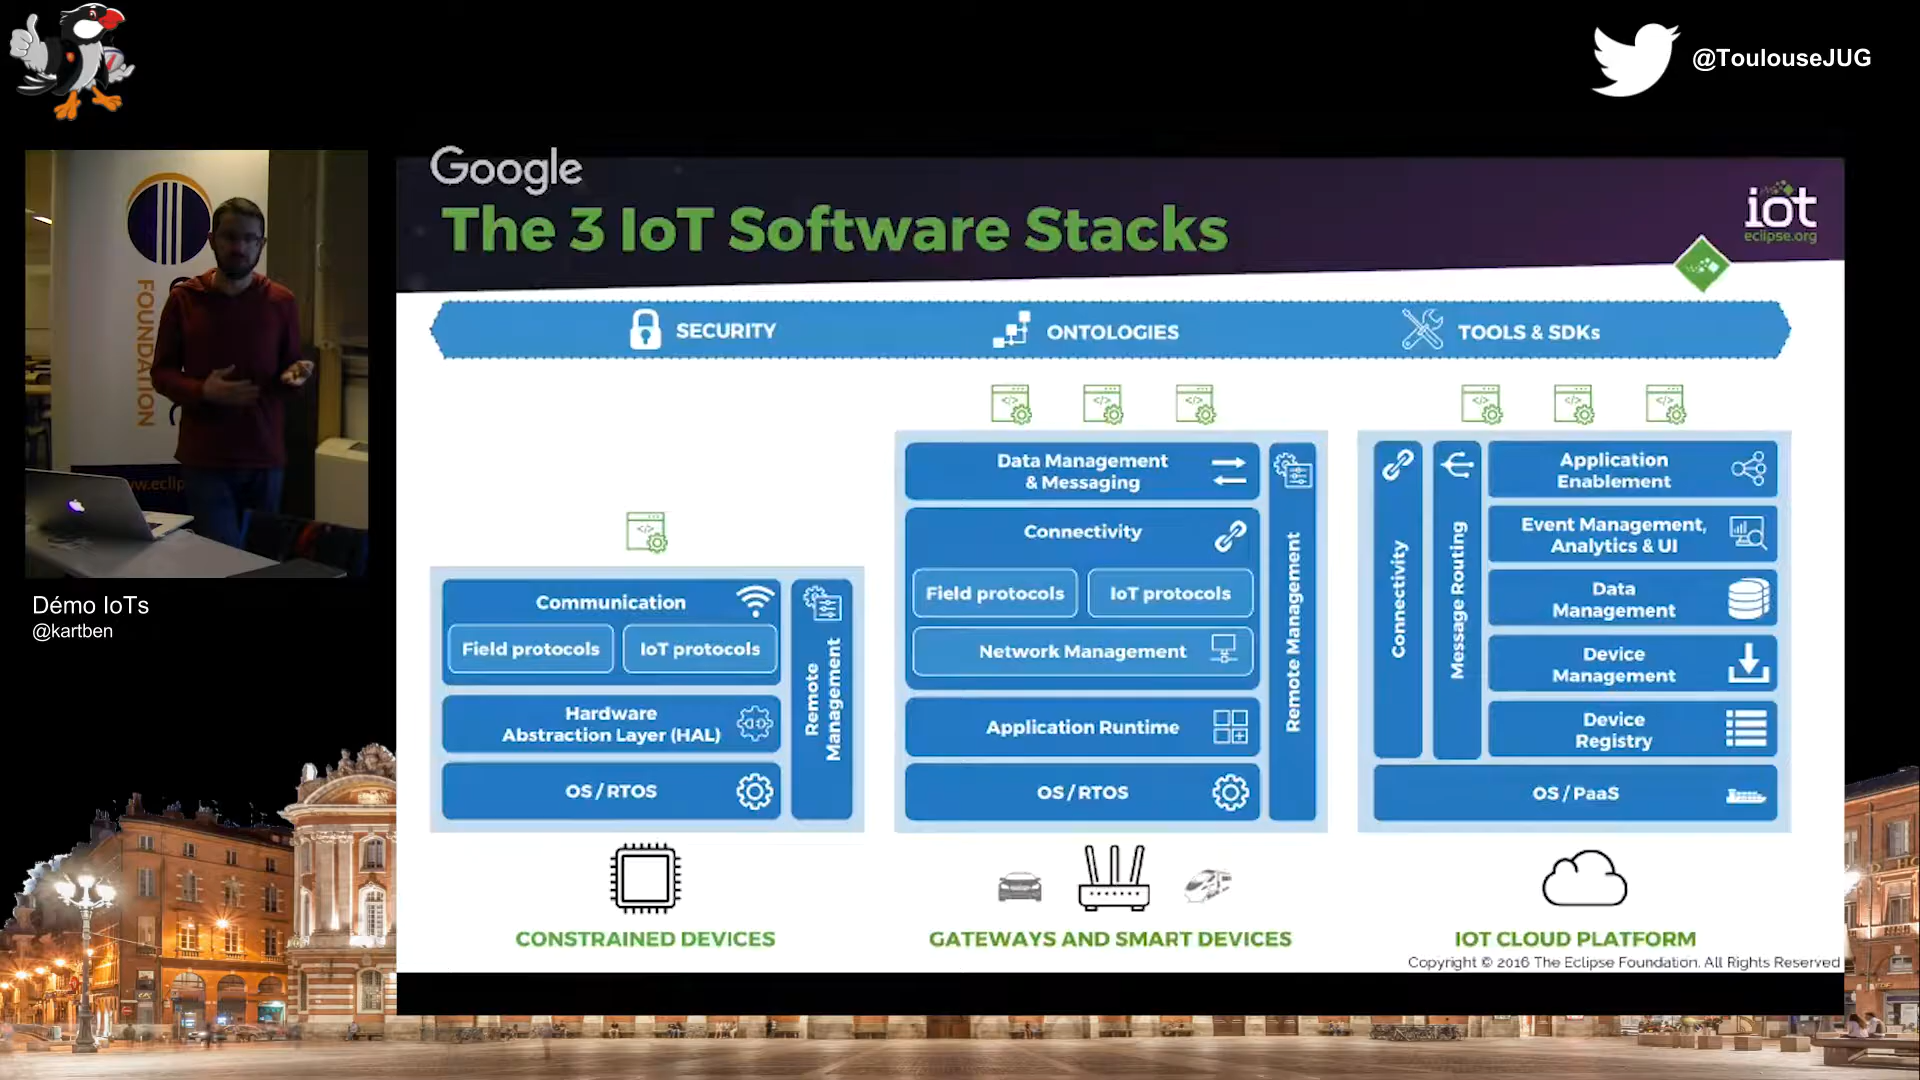 @ToulouseJUG
Google
The 3 IoT Software Stacks
iot
eclipse.org
SECURITY
ONTOLOGIES
TOOLS & SDKs
FOUNDATION
Démo IoTs
@kartben
Communication
Field protocols
IoT protocols
Hardware
Abstraction Layer (HAL)
OS / RTOS
Remote
Management
CONSTRAINED DEVICES
Data Management
& Messaging
Connectivity
Field protocols
IoT protocols
Network Management
Application Runtime
OS / RTOS
Remote Management
GATEWAYS AND SMART DEVICES
Connectivity
Message Routing
Application
Enablement
Event Management,
Analytics & UI
Data
Management
Device
Management
Device
Registry
OS / PaaS
IOT CLOUD PLATFORM
Copyright © 2016 The Eclipse Foundation. All Rights Reserved